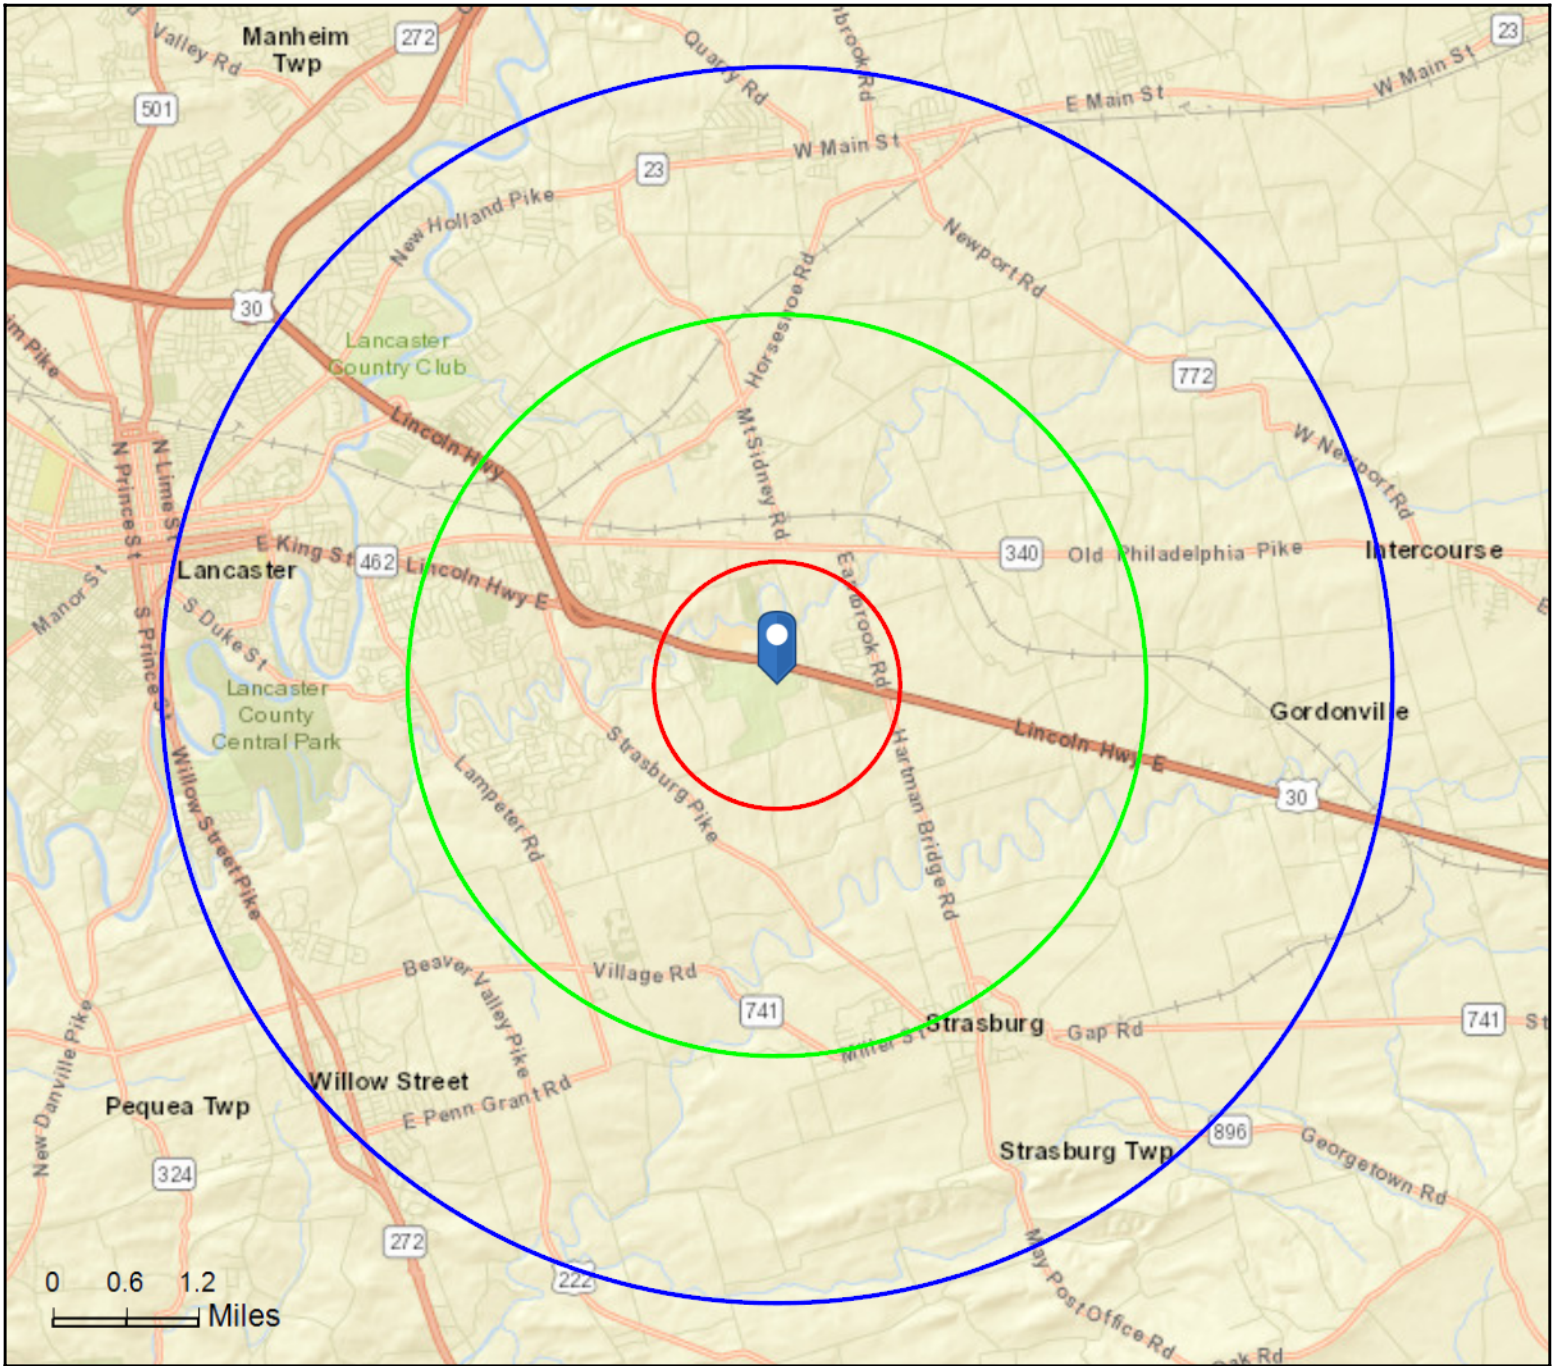 Manheim
Twp
272
Valley Rd
501
Quarry Rd
23
W Main St
E Main St
W Main St
23
New Holland Pike
Newport Rd
Horseshoe Rd
30
Lancaster
Country Club
772
W Newport Rd
Lincoln Hwy
Mt Sidney Rd
N Prince St
N Lime St
E King St
462
Lincoln Hwy E
340
Old Philadelphia Pike
Intercourse
Lancaster
Manor St
S Duke St
S Prince St
Lancaster
County
Central Park
Gordonville
Lincoln Hwy E
30
Strasburg Pike
Hartman Bridge Rd
Lampeter Rd
Willow Street Pike
Beaver Valley Pike
Village Rd
741
Miller St
Strasburg
Gap Rd
741
St
New Danville Pike
Willow Street
E Penn Grant Rd
Pequea Twp
324
Strasburg Twp
896
Georgetown Rd
272
222
May Post Office Rd
0 0.6 1.2
Miles